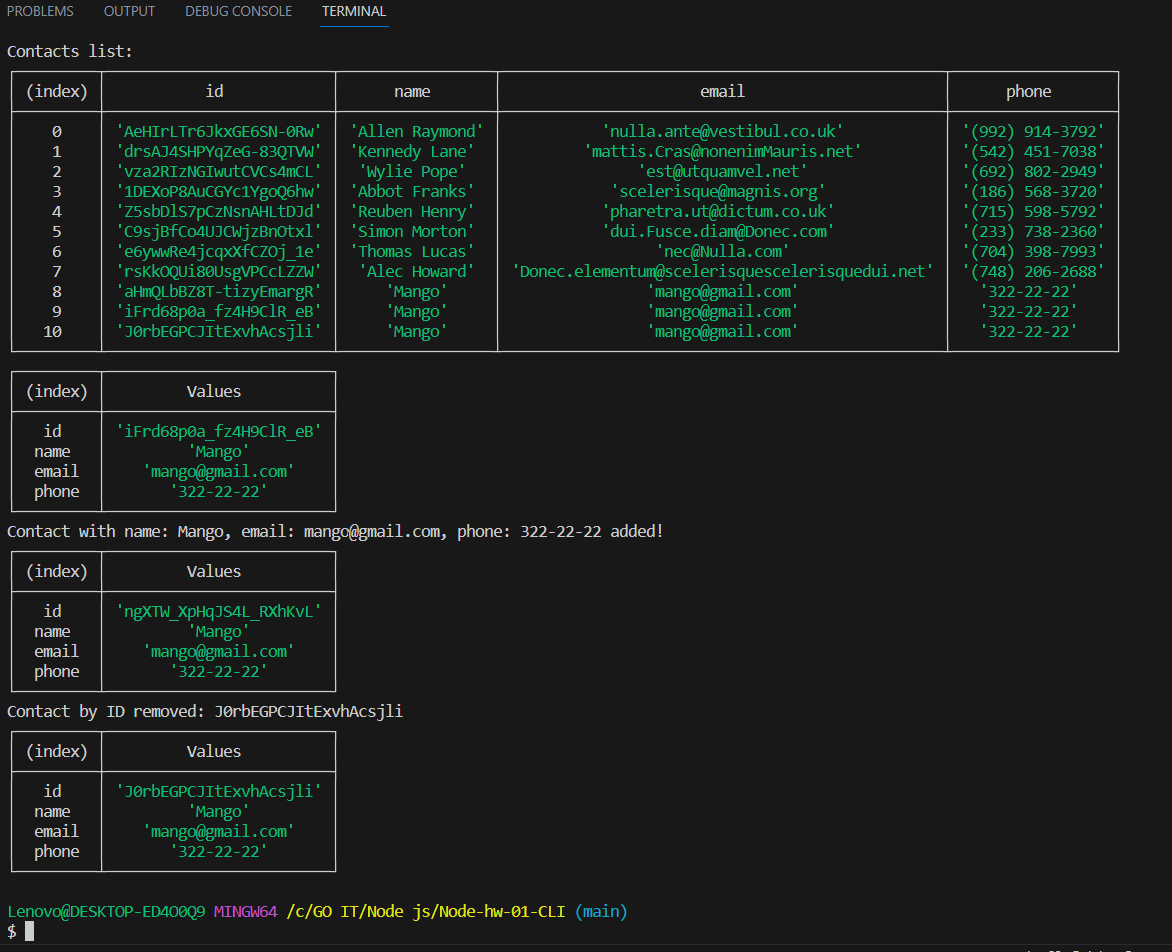 PROBLEMS OUTPUT DEBUG CONSOLE TERMINAL
Contacts list:
(index) id name email phone
0 'AeHIrLTr6JkxGE6SN-0Rw' 'Allen Raymond' 'nulla.ante@vestibul.co.uk' '(992) 914-3792'
1 'drsAJ4SHPYqZeG-83QTVW' 'Kennedy Lane' 'mattis.Cras@nonenimMauris.net' '(542) 451-7038'
2 'vza2RIzNGIwutCVCs4mCL' 'Wylie Pope' 'est@utquamvel.net' '(692) 802-2949'
3 '1DEXoP8AuCGYc1YgoQ6hw' 'Abbot Franks' 'scelerisque@magnis.org' '(186) 568-3720'
4 'Z5sbDlS7pCzNsnAHLtDJd' 'Reuben Henry' 'pharetra.ut@dictum.co.uk' '(715) 598-5792'
5 'C9sjBfCo4UJCWjzBnOtxl' 'Simon Morton' 'dui.Fusce.diam@Donec.com' '(233) 738-2360'
6 'e6ywwRe4jcqxXfCZOj_1e' 'Thomas Lucas' 'nec@Nulla.com' '(704) 398-7993'
7 'rsKkOQUi80UsgVPCcLZZW' 'Alec Howard' 'Donec.elementum@scelerisquescelerisquedui.net' '(748) 206-2688'
8 'aHmQLbBZ8T-tizyEmargR' 'Mango' 'mango@gmail.com' '322-22-22'
9 'iFrd68p0a_fz4H9ClR_eB' 'Mango' 'mango@gmail.com' '322-22-22'
10 'J0rbEGPCJItExvhAcsjli' 'Mango' 'mango@gmail.com' '322-22-22'
(index) Values
id 'iFrd68p0a_fz4H9ClR_eB'
name 'Mango'
email 'mango@gmail.com'
phone '322-22-22'
Contact with name: Mango, email: mango@gmail.com, phone: 322-22-22 added!
(index) Values
id 'ngXTW_XpHqJS4L_RXhKvL'
name 'Mango'
email 'mango@gmail.com'
phone '322-22-22'
Contact by ID removed: J0rbEGPCJItExvhAcsjli
(index) Values
id 'J0rbEGPCJItExvhAcsjli'
name 'Mango'
email 'mango@gmail.com'
phone '322-22-22'
Lenovo@DESKTOP-ED4O0Q9 MINGW64 /c/GO IT/Node js/Node-hw-01-CLI (main)
$